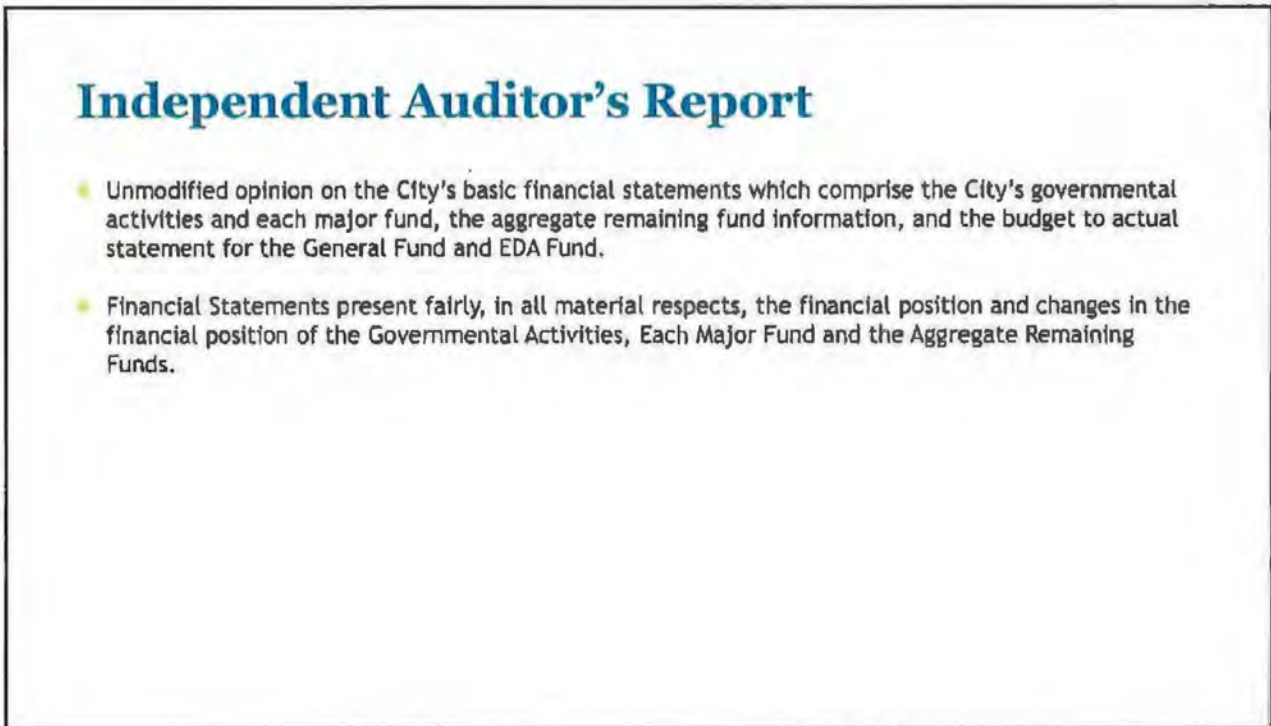 Independent Auditor's Report
Unmodified opinion on the City's basic financial statements which comprise the City's governmental
activities and each major fund, the aggregate remaining fund information, and the budget to actual
statement for the General Fund and EDA Fund.
Financial Statements present fairly, in all material respects, the financial position and changes in the
financial position of the Governmental Activities, Each Major Fund and the Aggregate Remaining
Funds.